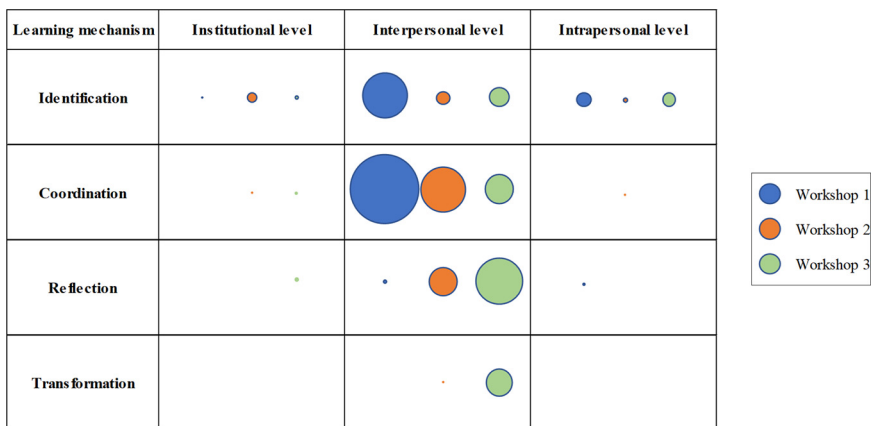 Learning mechanism Institutional level Interpersonal level Intrapersonal level
Identification
Coordination
Reflection
Transformation
Workshop 1
Workshop 2
Workshop 3